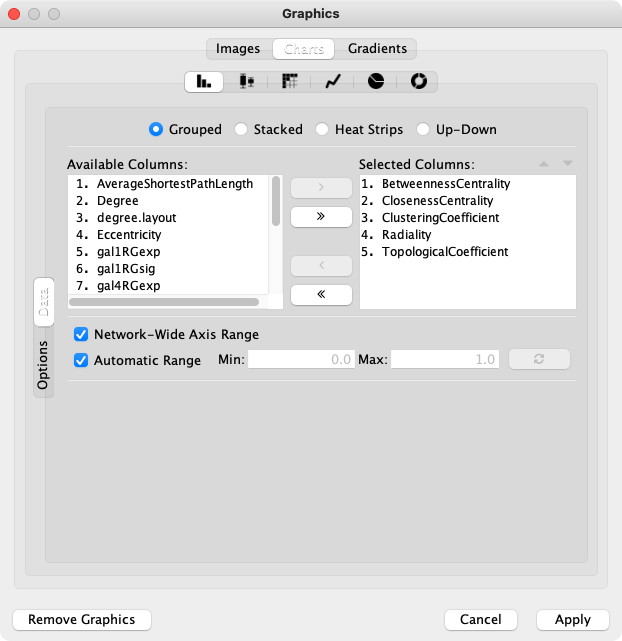 Graphics
Images Charts Gradients
Grouped Stacked Heat Strips Up-Down
Available Columns: Selected Columns:
1. AverageShortestPathLength > 1. BetweennessCentrality
2. Degree 2. ClosenessCentrality
3. degree.layout » 3. ClusteringCoefficient
4. Eccentricity 4. Radiality
5. gal1RGexp 5. TopologicalCoefficient
6. gal1RGsig <
7. gal4RGexp «
Data
Options
Network-Wide Axis Range
Automatic Range Min: 0.0 Max: 1.0
Remove Graphics Cancel Apply